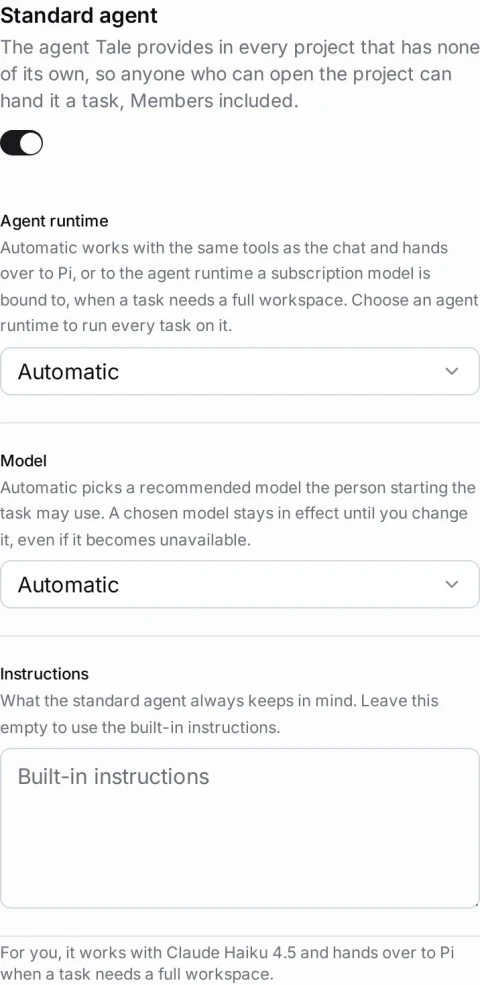 Standard agent
The agent Tale provides in every project that has none
of its own, so anyone who can open the project can
hand it a task, Members included.
Agent runtime
Automatic works with the same tools as the chat and hands
over to Pi, or to the agent runtime a subscription model is
bound to, when a task needs a full workspace. Choose an agent
runtime to run every task on it.
Automatic
Model
Automatic picks a recommended model the person starting the
task may use. A chosen model stays in effect until you change
it, even if it becomes unavailable.
Automatic
Instructions
What the standard agent always keeps in mind. Leave this
empty to use the built-in instructions.
Built-in instructions
For you, it works with Claude Haiku 4.5 and hands over to Pi
when a task needs a full workspace.